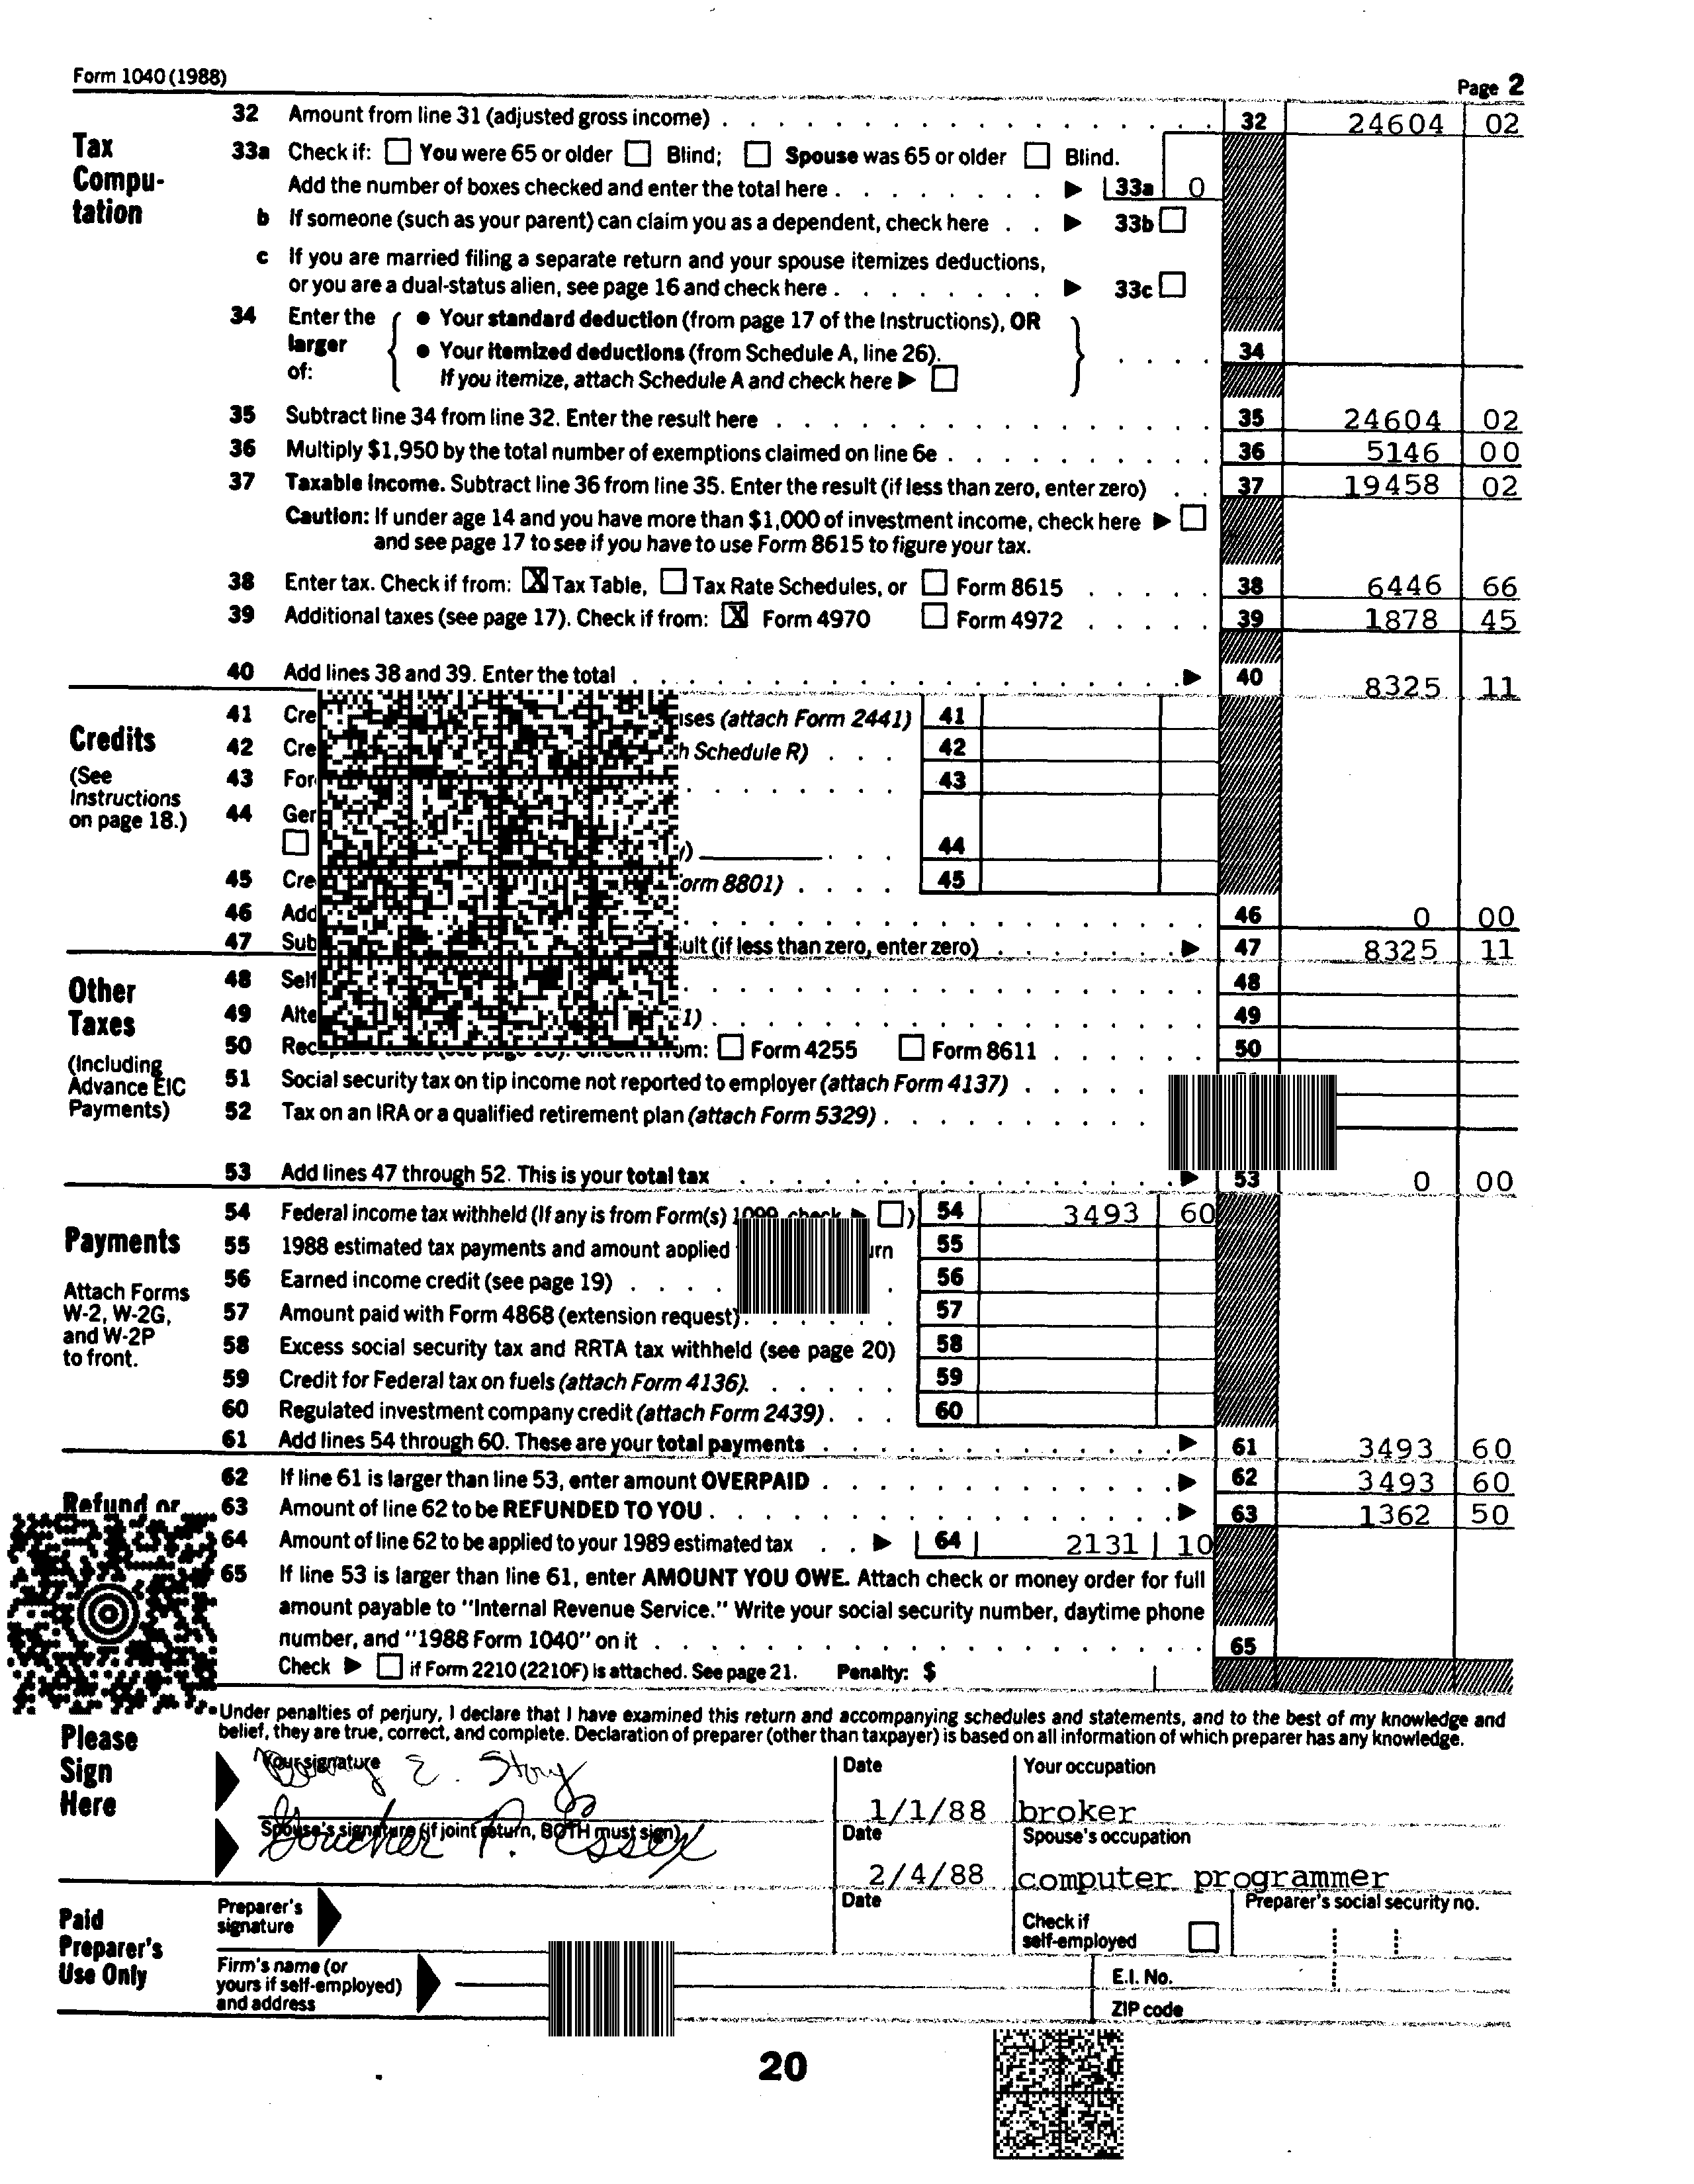 Form 1040 (1988)
Page 2
Tax Compu- tation
32 Amount from line 31 (adjusted gross income) . . . . 32 24604 02
33a Check if: You were 65 or older Blind; Spouse was 65 or older Blind.
Add the number of boxes checked and enter the total here . . . . 33a 0
b If someone (such as your parent) can claim you as a dependent, check here . . 33b
c If you are married filing a separate return and your spouse itemizes deductions,
or you are a dual-status alien, see page 16 and check here . . . . 33c
34 Enter the larger of:
● Your standard deduction (from page 17 of the Instructions), OR
● Your itemized deductions (from Schedule A, line 26). . . . . 34
If you itemize, attach Schedule A and check here ▶
35 Subtract line 34 from line 32. Enter the result here . . . . 35 24604 02
36 Multiply $1,950 by the total number of exemptions claimed on line 6e . . . . 36 5146 00
37 Taxable income. Subtract line 36 from line 35. Enter the result (if less than zero, enter zero) . . 37 19458 02
Caution: If under age 14 and you have more than $1,000 of investment income, check here ▶
and see page 17 to see if you have to use Form 8615 to figure your tax.
38 Enter tax. Check if from: X Tax Table, Tax Rate Schedules, or Form 8615 . . . . 38 6446 66
39 Additional taxes (see page 17). Check if from: X Form 4970 Form 4972 . . . . 39 1878 45
40 Add lines 38 and 39. Enter the total . . . . ▶ 40 8325 11
Credits
(See Instructions on page 18.)
41 Cre ses (attach Form 2441) 41
42 Cre Schedule R) . . . 42
43 For . . . . 43
44 Ger ) . . . 44
45 Cre orm 8801) . . . . 45
46 Add . . . . 46 0 00
47 Sub ult (if less than zero, enter zero) . . . . ▶ 47 8325 11
Other Taxes
(Including Advance EIC Payments)
48 Self . . . . 48
49 Alte 1) . . . . 49
50 Rec om: Form 4255 Form 8611 . . . . 50
51 Social security tax on tip income not reported to employer (attach Form 4137) . . . .
52 Tax on an IRA or a qualified retirement plan (attach Form 5329) . . . .
53 Add lines 47 through 52. This is your total tax . . . . ▶ 53 0 00
Payments
Attach Forms W-2, W-2G, and W-2P to front.
54 Federal income tax withheld (If any is from Form(s) 1099, check ▶ ) 54 3493 60
55 1988 estimated tax payments and amount applied urn 55
56 Earned income credit (see page 19) . . . . 56
57 Amount paid with Form 4868 (extension request) . . . . 57
58 Excess social security tax and RRTA tax withheld (see page 20) 58
59 Credit for Federal tax on fuels (attach Form 4136) . . . . 59
60 Regulated investment company credit (attach Form 2439) . . . 60
61 Add lines 54 through 60. These are your total payments . . . . ▶ 61 3493 60
62 If line 61 is larger than line 53, enter amount OVERPAID . . . . ▶ 62 3493 60
Refund or
63 Amount of line 62 to be REFUNDED TO YOU . . . . ▶ 63 1362 50
64 Amount of line 62 to be applied to your 1989 estimated tax . . ▶ 64 2131 10
65 If line 53 is larger than line 61, enter AMOUNT YOU OWE. Attach check or money order for full
amount payable to "Internal Revenue Service." Write your social security number, daytime phone
number, and "1988 Form 1040" on it . . . . 65
Check ▶ if Form 2210 (2210F) is attached. See page 21. Penalty: $
Please Sign Here
Under penalties of perjury, I declare that I have examined this return and accompanying schedules and statements, and to the best of my knowledge and
belief, they are true, correct, and complete. Declaration of preparer (other than taxpayer) is based on all information of which preparer has any knowledge.
Your signature Date Your occupation
E. Story 1/1/88 broker
Spouse's signature (if joint return, BOTH must sign) Date Spouse's occupation
P. Essex 2/4/88 computer programmer
Paid Preparer's Use Only
Preparer's signature Date Check if self-employed Preparer's social security no.
Firm's name (or yours if self-employed) and address E.I. No.
ZIP code
20